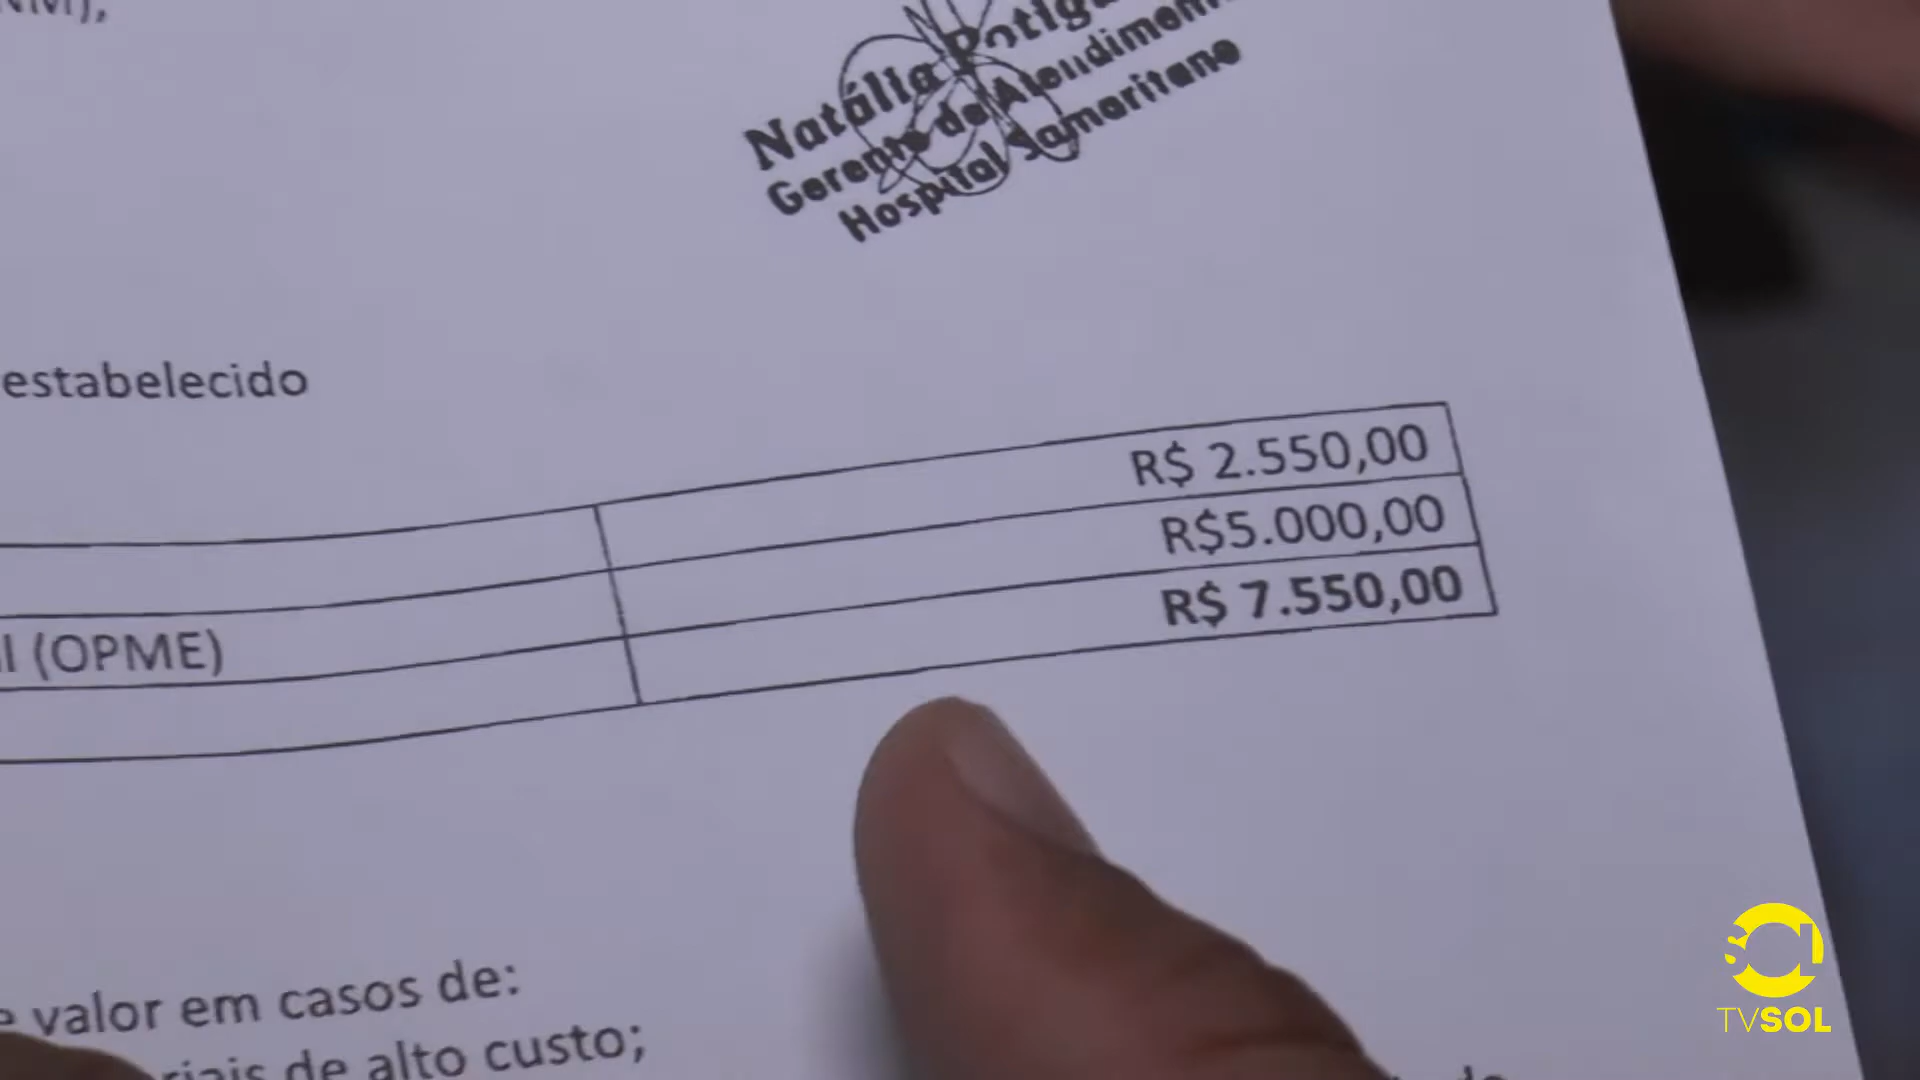 Natália
Gerente de Atendimento
Hospital Samaritano
estabelecido
R$ 2.550,00
R$5.000,00
(OPME) R$ 7.550,00
valor em casos de:
de alto custo;
sol
TVSOL